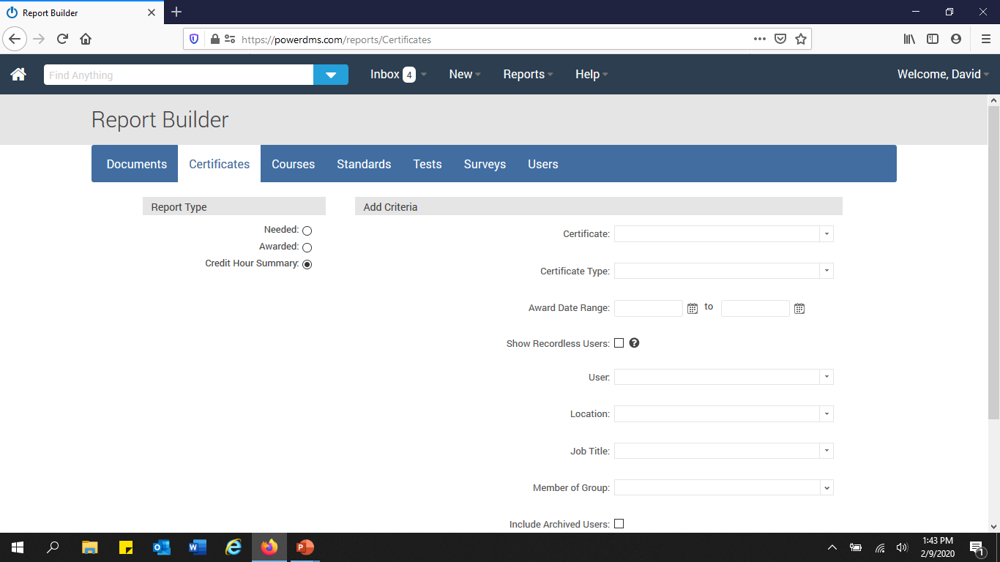 Report Builder
https://powerdms.com/reports/Certificates
Find Anything
Inbox 4 New Reports Help Welcome, David
Report Builder
Documents Certificates Courses Standards Tests Surveys Users
Report Type
Needed:
Awarded:
Credit Hour Summary:
Add Criteria
Certificate:
Certificate Type:
Award Date Range: to
Show Recordless Users: ?
User:
Location:
Job Title:
Member of Group:
Include Archived Users:
1:43 PM
2/9/2020
1